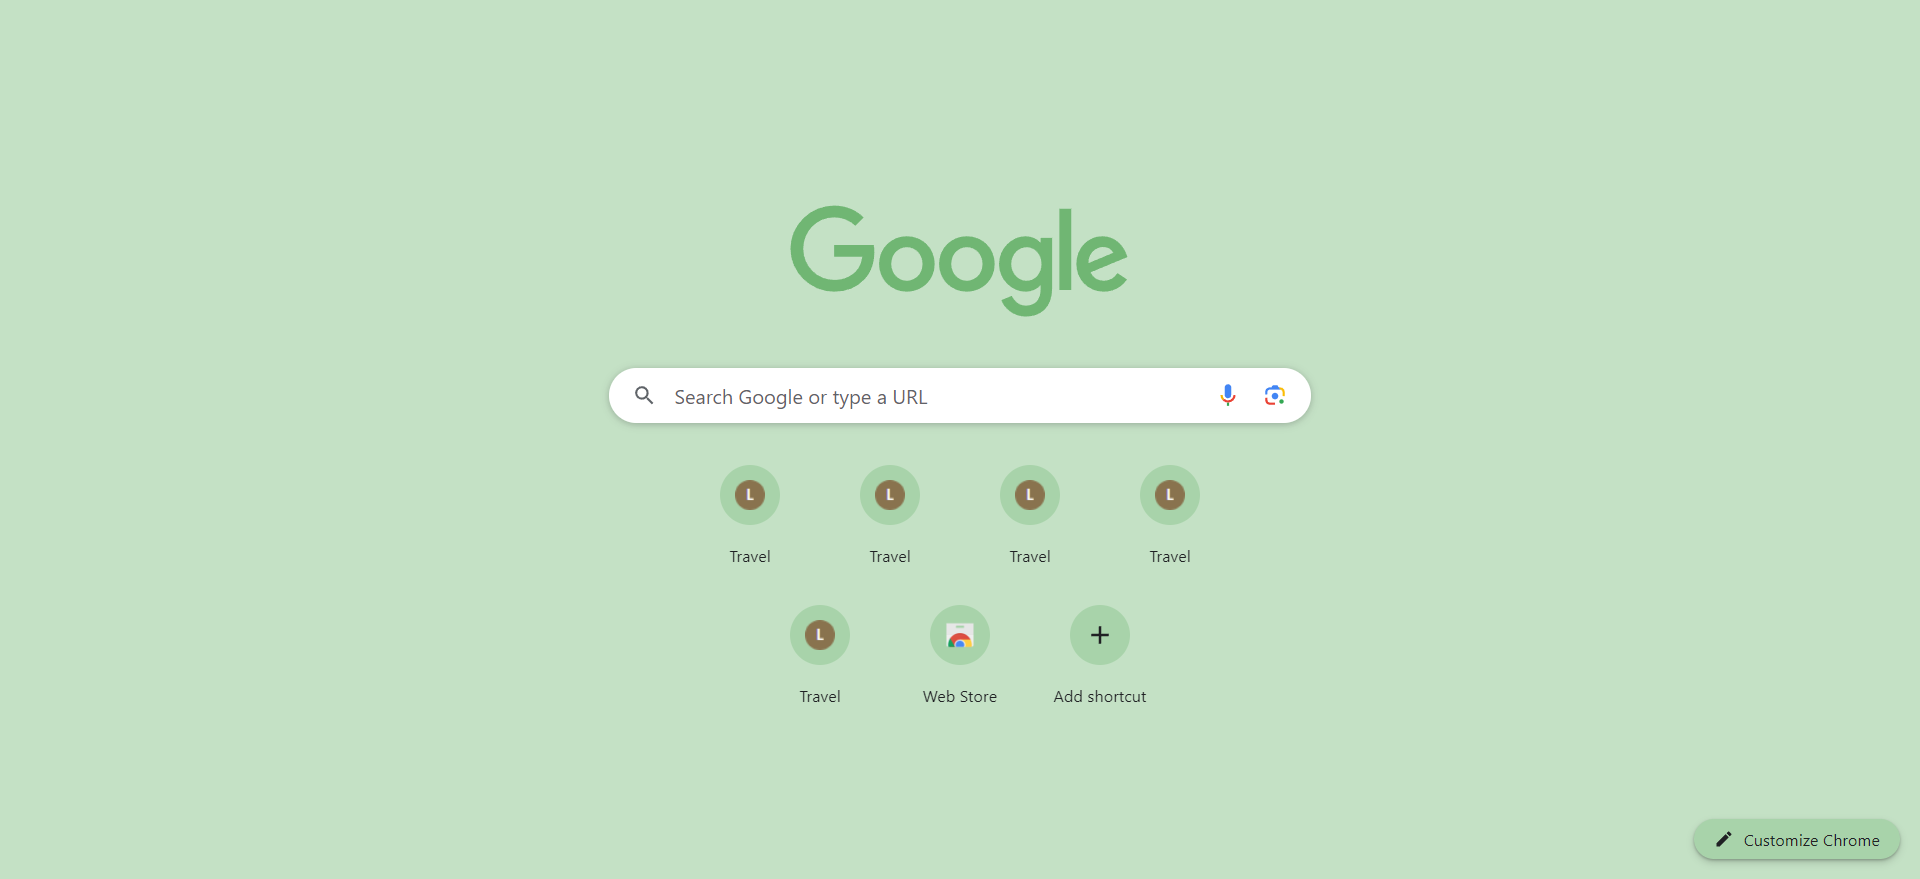 Google
Search Google or type a URL
L L L L
Travel Travel Travel Travel
L
Travel Web Store Add shortcut
Customize Chrome